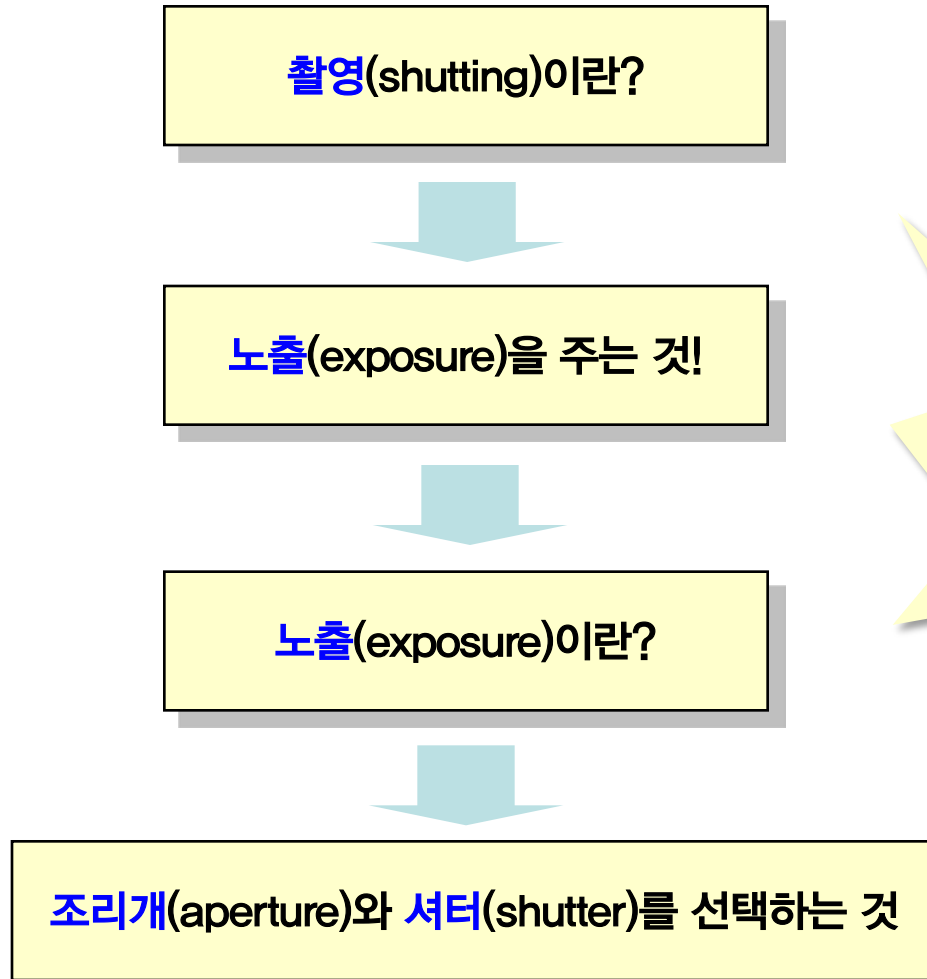 촬영(shutting)이란?
노출(exposure)을 주는 것!
노출(exposure)이란?
조리개(aperture)와 셔터(shutter)를 선택하는 것